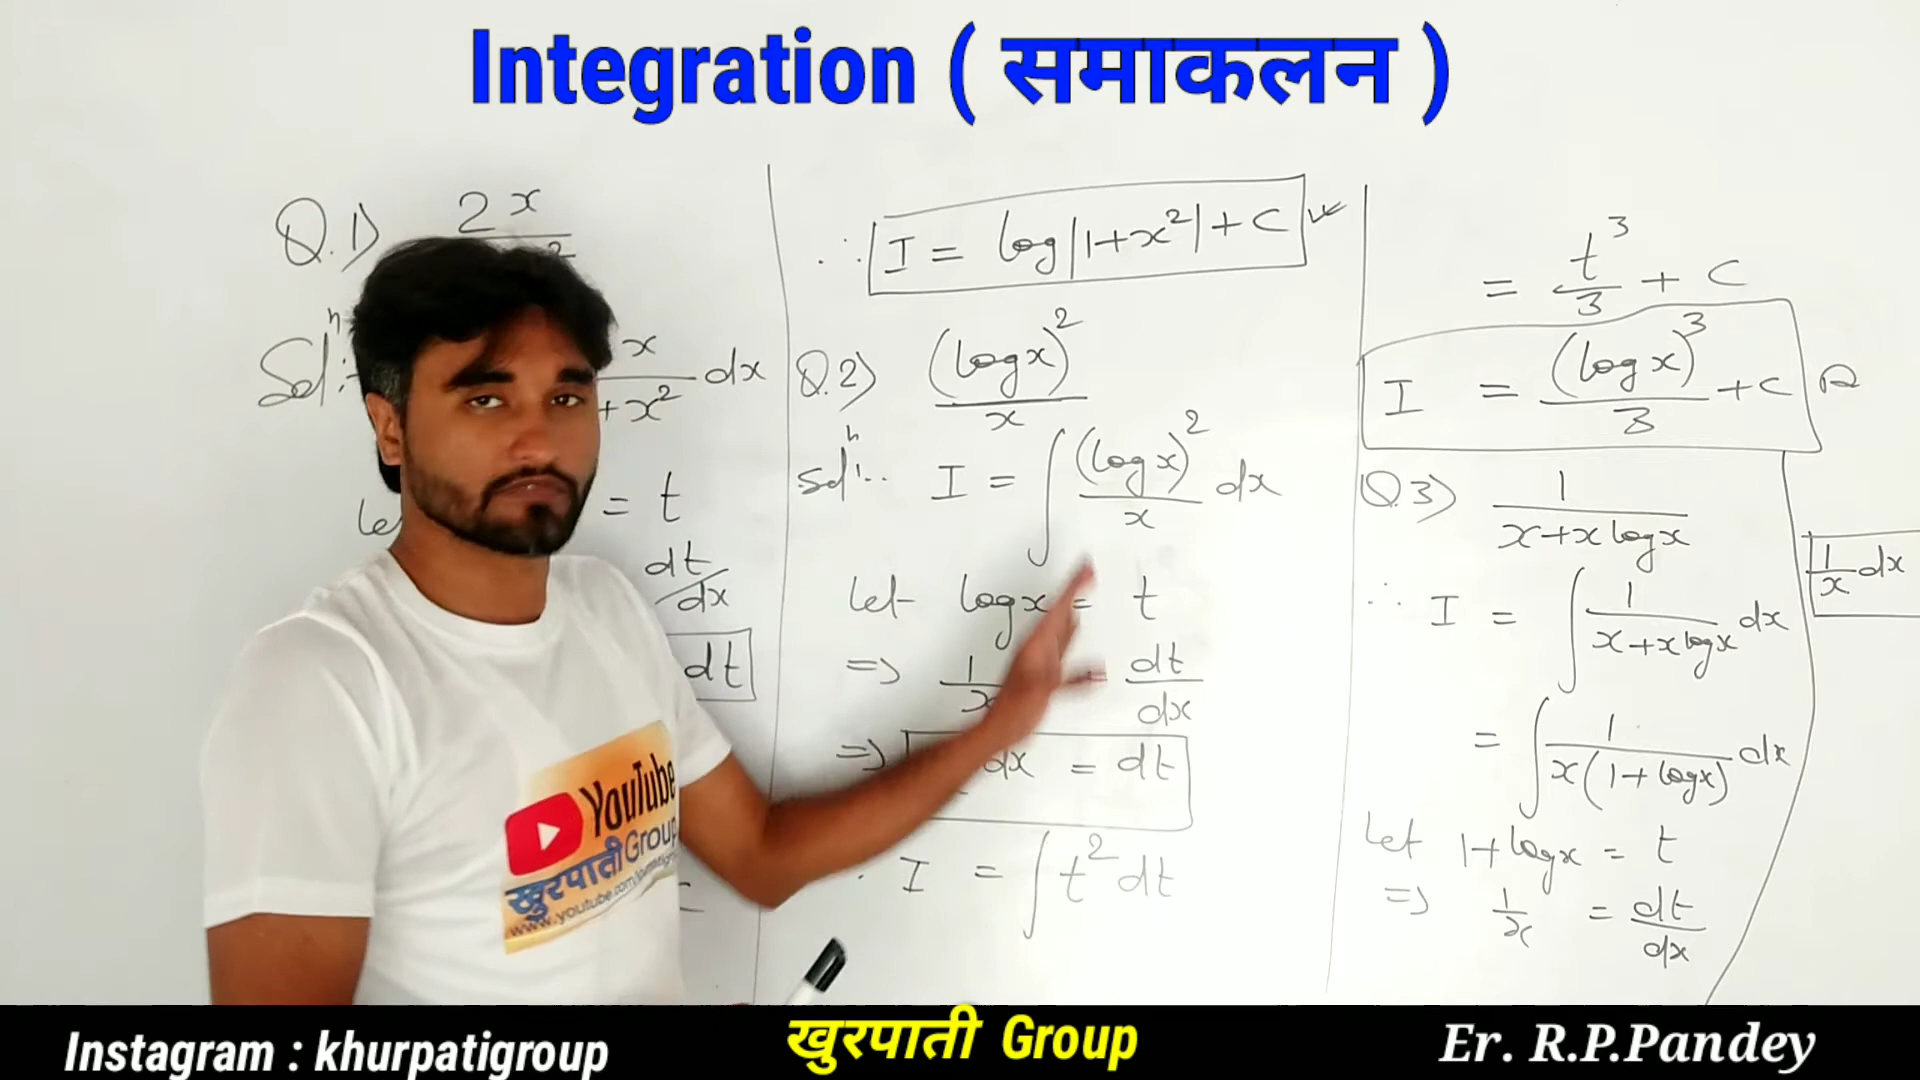 Integration ( समाकलन )
Q.1) 2x
Solⁿ:- x/+x² dx
= t
dt/dx
dt
∴ I = log|1+x²| + C
Q.2) (log x)²/x
Solⁿ:- I = ∫ (log x)²/x dx
Let log x = t
=> 1/x = dt/dx
=> dx = dt
I = ∫ t² dt
= t³/3 + C
I = (log x)³/3 + C
Q.3) 1/(x+x log x)
∴ I = ∫ 1/(x+x log x) dx
= ∫ 1/(x(1+log x)) dx
Let 1+log x = t
=> 1/x = dt/dx
1/x dx
YouTube
खुरपाती Group
Instagram : khurpatigroup
खुरपाती Group
Er. R.P.Pandey